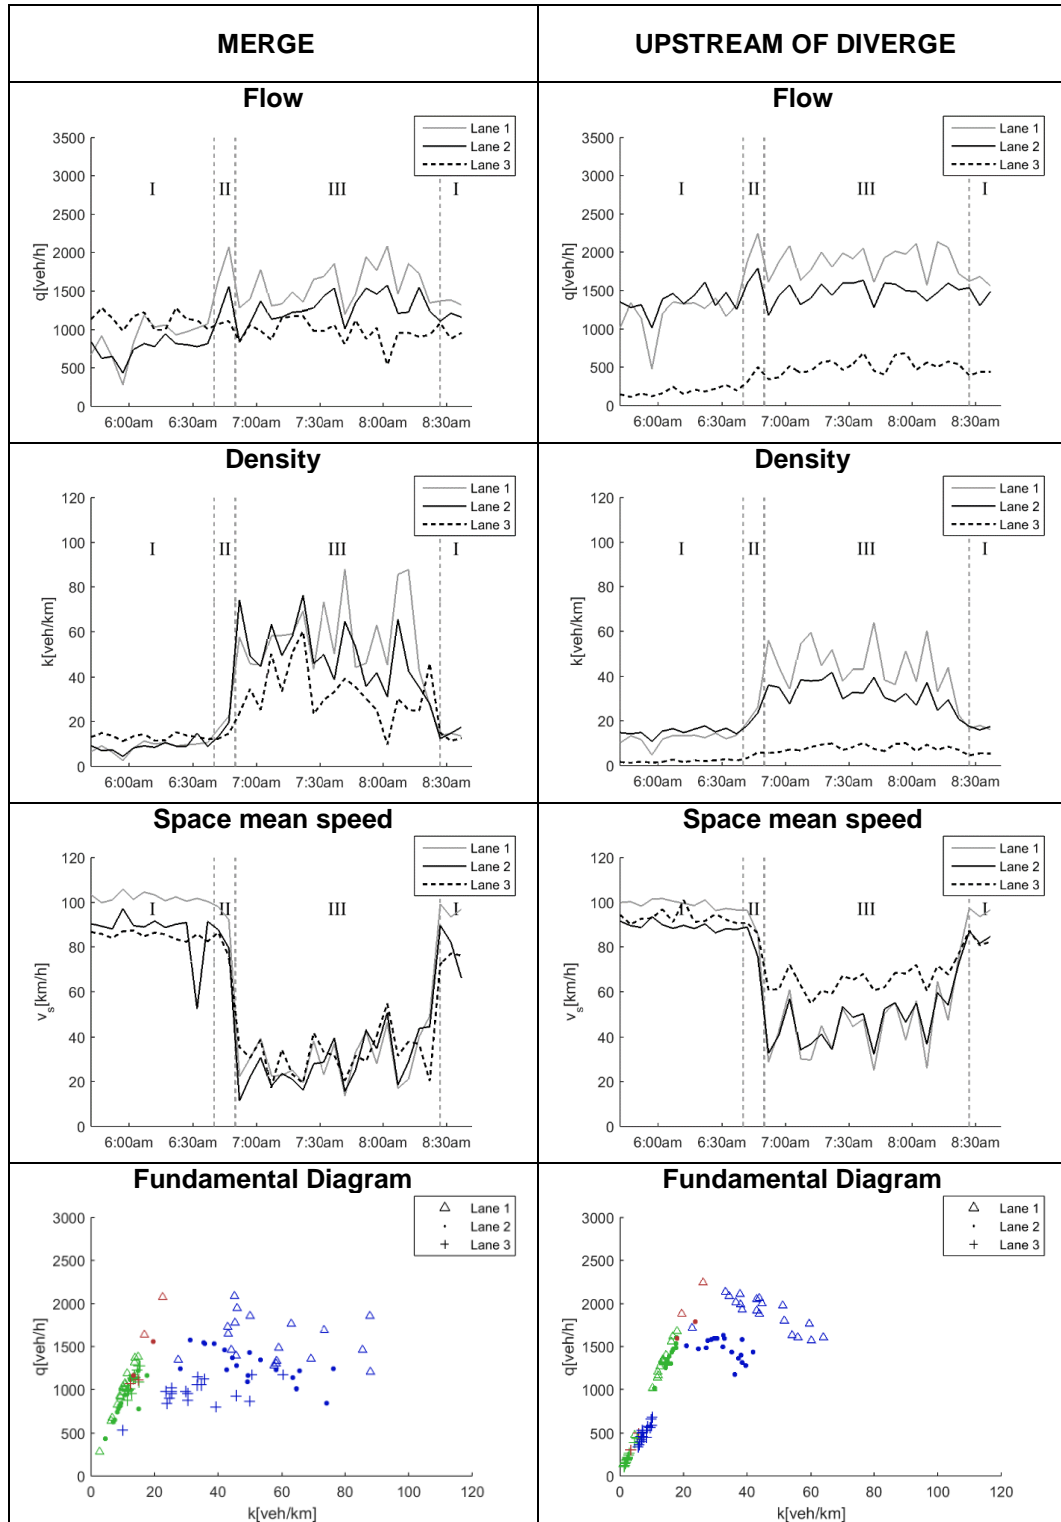 MERGE
UPSTREAM OF DIVERGE
Flow
Lane 1
Lane 2
Lane 3
3500
3000
2500
2000
1500
1000
500
0
q[veh/h]
I
II
III
I
6:00am 6:30am 7:00am 7:30am 8:00am 8:30am
Flow
Lane 1
Lane 2
Lane 3
3500
3000
2500
2000
1500
1000
500
0
q[veh/h]
I
II
III
I
6:00am 6:30am 7:00am 7:30am 8:00am 8:30am
Density
Lane 1
Lane 2
Lane 3
120
100
80
60
40
20
0
k[veh/km]
I
II
III
I
6:00am 6:30am 7:00am 7:30am 8:00am 8:30am
Density
Lane 1
Lane 2
Lane 3
120
100
80
60
40
20
0
k[veh/km]
I
II
III
I
6:00am 6:30am 7:00am 7:30am 8:00am 8:30am
Space mean speed
Lane 1
Lane 2
Lane 3
120
100
80
60
40
20
0
vs[km/h]
I
II
III
I
6:00am 6:30am 7:00am 7:30am 8:00am 8:30am
Space mean speed
Lane 1
Lane 2
Lane 3
120
100
80
60
40
20
0
vs[km/h]
I
II
III
I
6:00am 6:30am 7:00am 7:30am 8:00am 8:30am
Fundamental Diagram
Lane 1
Lane 2
Lane 3
3000
2500
2000
1500
1000
500
0
q[veh/h]
0 20 40 60 80 100 120
k[veh/km]
Fundamental Diagram
Lane 1
Lane 2
Lane 3
3000
2500
2000
1500
1000
500
0
q[veh/h]
0 20 40 60 80 100 120
k[veh/km]